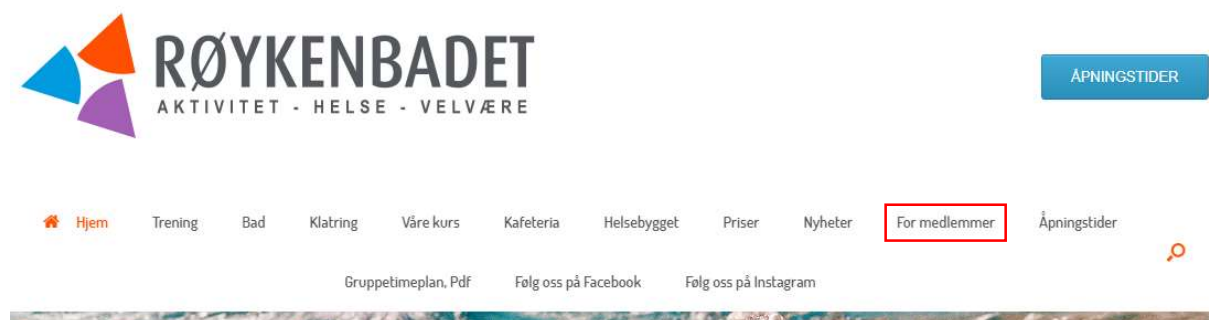 RØYKENBADET
AKTIVITET - HELSE - VELVÆRE
ÅPNINGSTIDER
Hjem Trening Bad Klatring Våre kurs Kafeteria Helsebygget Priser Nyheter For medlemmer Åpningstider
Gruppetimeplan, Pdf Følg oss på Facebook Følg oss på Instagram